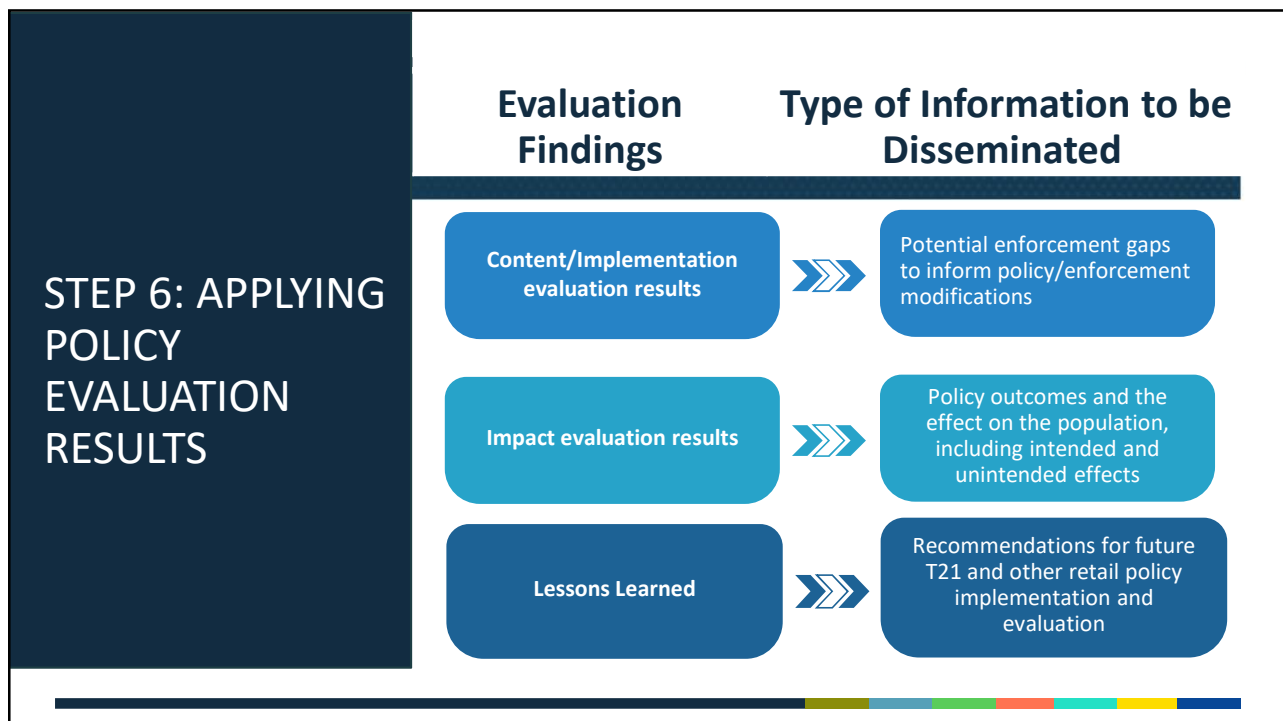 STEP 6: APPLYING
POLICY
EVALUATION
RESULTS
Evaluation
Findings
Type of Information to be
Disseminated
Content/Implementation
evaluation results
Potential enforcement gaps
to inform policy/enforcement
modifications
Impact evaluation results
Policy outcomes and the
effect on the population,
including intended and
unintended effects
Lessons Learned
Recommendations for future
T21 and other retail policy
implementation and
evaluation